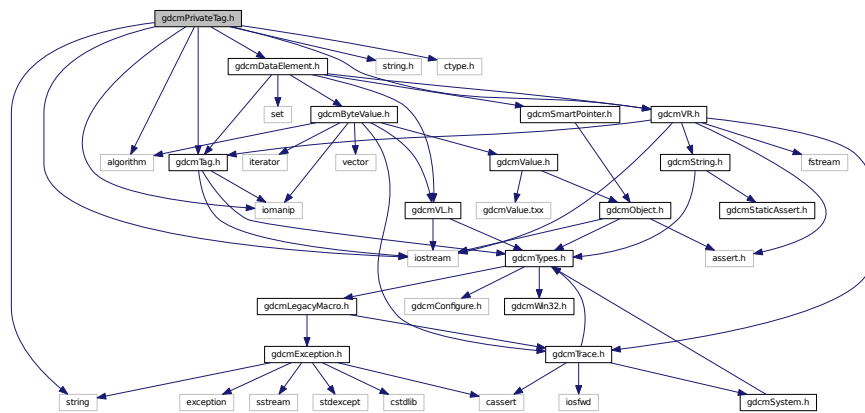 gdcmPrivateTag.h
gdcmDataElement.h
string.h
ctype.h
set
gdcmByteValue.h
gdcmSmartPointer.h
gdcmVR.h
algorithm
gdcmTag.h
iterator
vector
gdcmValue.h
gdcmString.h
fstream
iomanip
gdcmVL.h
gdcmValue.txx
gdcmObject.h
gdcmStaticAssert.h
iostream
gdcmTypes.h
assert.h
gdcmLegacyMacro.h
gdcmConfigure.h
gdcmWin32.h
gdcmException.h
gdcmTrace.h
string
exception
sstream
stdexcept
cstdlib
cassert
iosfwd
gdcmSystem.h